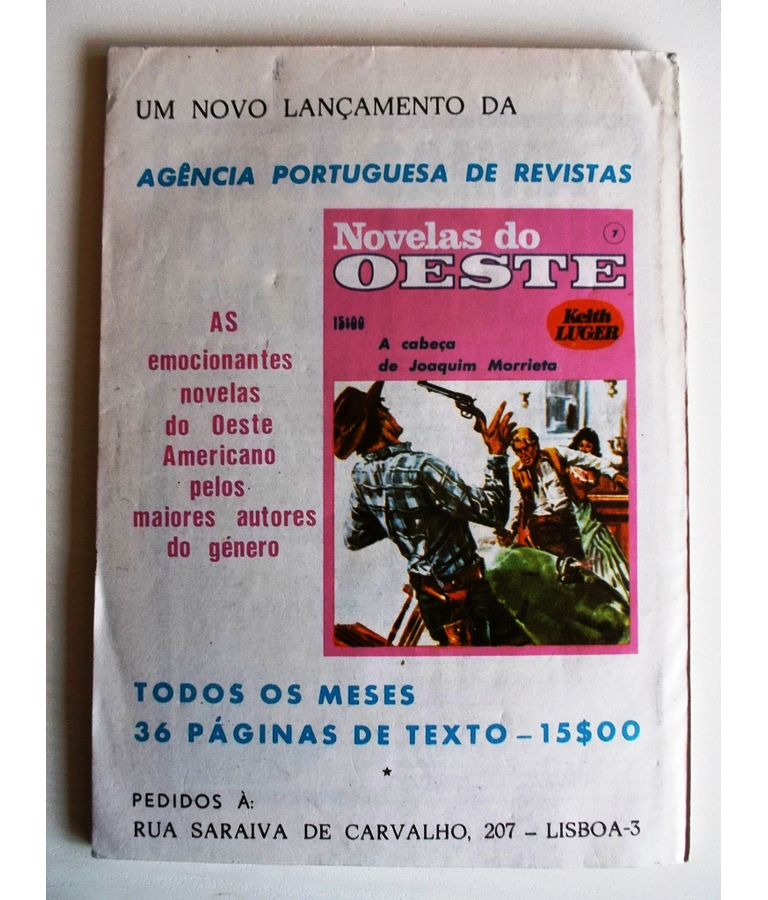 UM NOVO LANÇAMENTO DA
AGÊNCIA PORTUGUESA DE REVISTAS
Novelas do
7
OESTE
15$00
Keith
LUGER
A cabeça
de Joaquim Morrieta
AS
emocionantes
novelas
do Oeste
Americano
pelos
maiores autores
do género
TODOS OS MESES
36 PÁGINAS DE TEXTO – 15$00
*
PEDIDOS À:
RUA SARAIVA DE CARVALHO, 207 – LISBOA-3